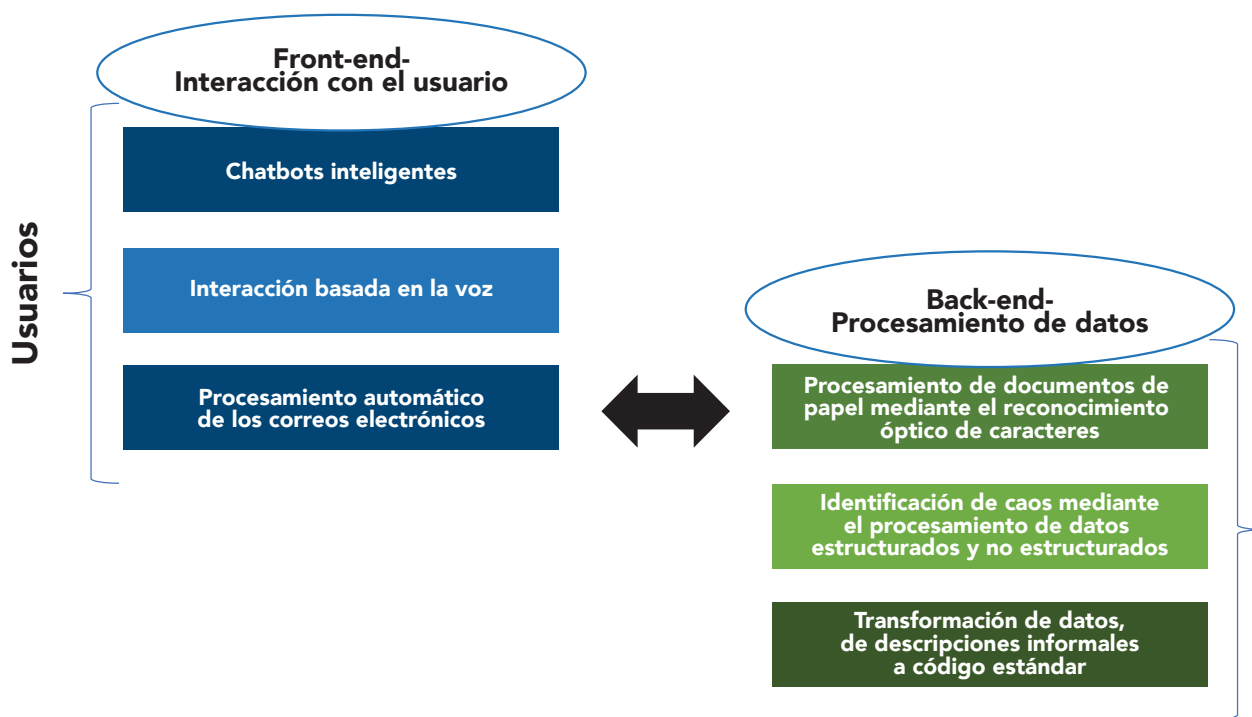 Front-end-
Interacción con el usuario
Usuarios
Chatbots inteligentes
Interacción basada en la voz
Procesamiento automático
de los correos electrónicos
Back-end-
Procesamiento de datos
Procesamiento de documentos de
papel mediante el reconocimiento
óptico de caracteres
Identificación de caos mediante
el procesamiento de datos
estructurados y no estructurados
Transformación de datos,
de descripciones informales
a código estándar